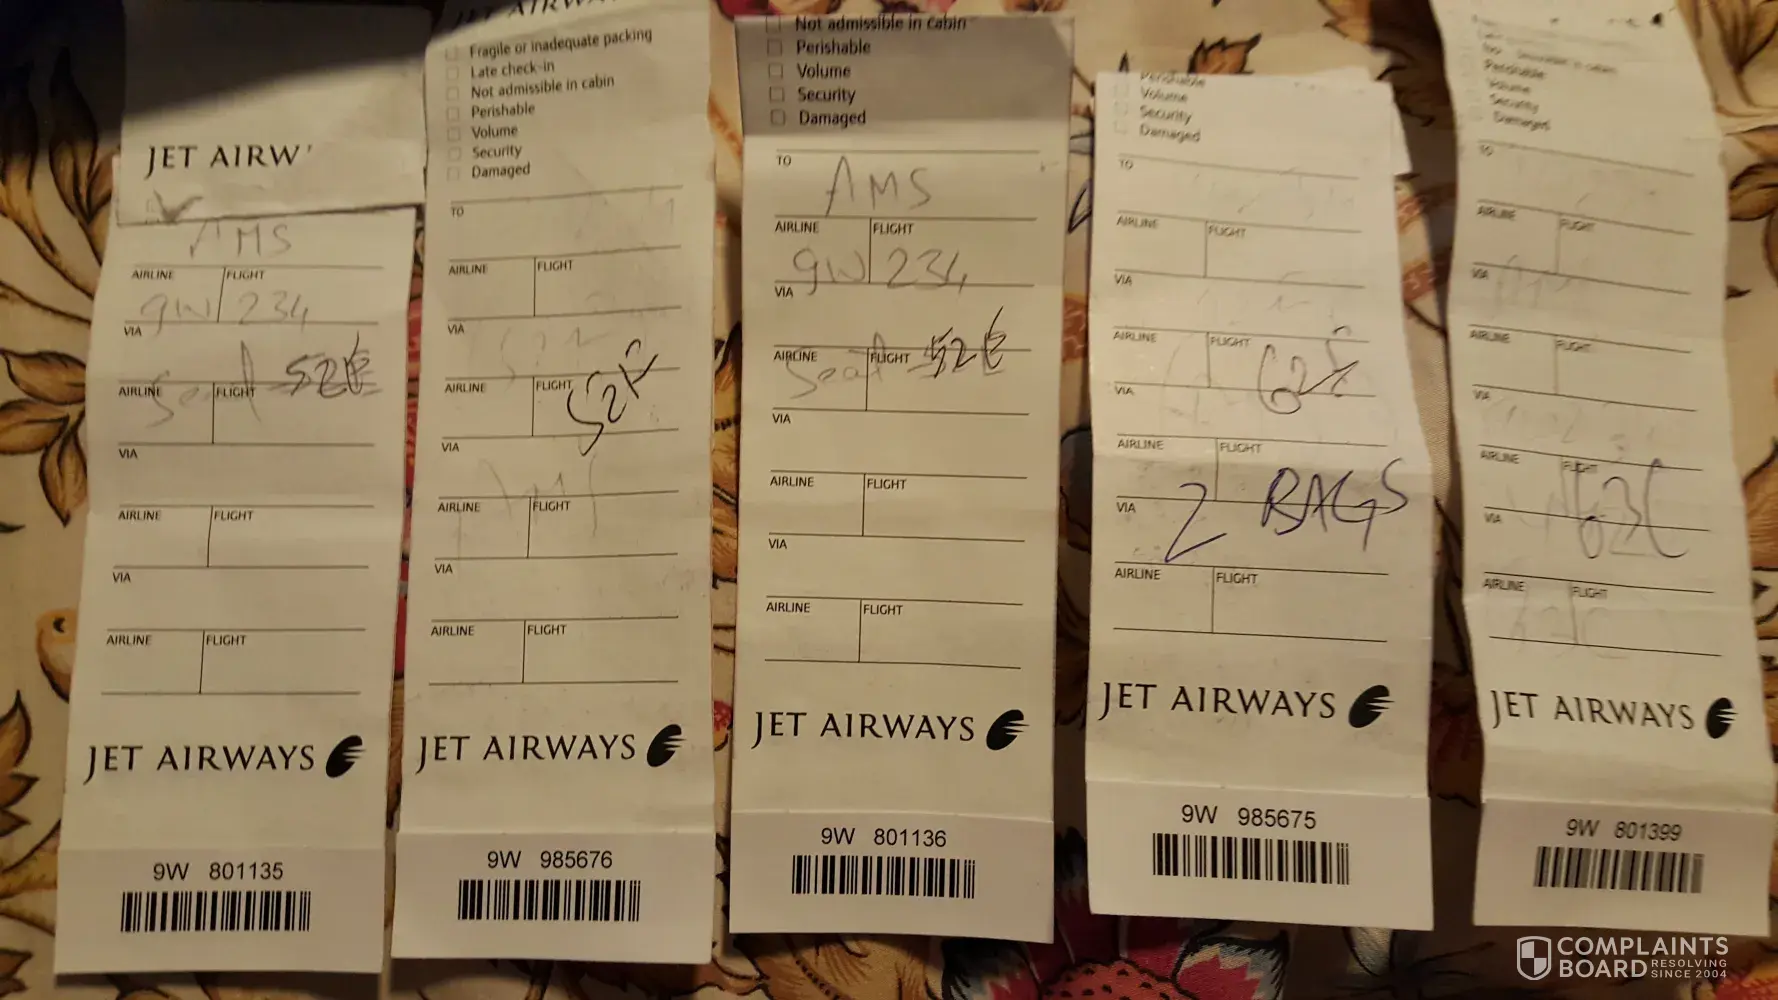 JET AIRW
AMS
AIRLINE FLIGHT
9W 234
VIA
Seat 52E
AIRLINE FLIGHT
VIA
AIRLINE FLIGHT
VIA
AIRLINE FLIGHT
JET AIRWAYS
9W 801135
JET AIRWAYS
Fragile or inadequate packing
Late check-in
Not admissible in cabin
Perishable
Volume
Security
Damaged
TO
AIRLINE FLIGHT
VIA
AIRLINE FLIGHT
VIA
AIRLINE FLIGHT
VIA
AIRLINE FLIGHT
JET AIRWAYS
9W 985676
Not admissible in cabin
Perishable
Volume
Security
Damaged
TO
AMS
AIRLINE FLIGHT
9W 234
VIA
Seat 52E
AIRLINE FLIGHT
VIA
AIRLINE FLIGHT
VIA
AIRLINE FLIGHT
JET AIRWAYS
9W 801136
Perishable
Volume
Security
Damaged
TO
AIRLINE FLIGHT
VIA
AIRLINE FLIGHT
VIA
AIRLINE FLIGHT
2 BAGS
VIA
AIRLINE FLIGHT
JET AIRWAYS
9W 985675
Perishable
Volume
Security
Damaged
TO
AIRLINE FLIGHT
VIA
AIRLINE FLIGHT
VIA
AIRLINE FLIGHT
VIA
AIRLINE FLIGHT
JET AIRWAYS
9W 801399
COMPLAINTS
BOARD RESOLVING
SINCE 2004